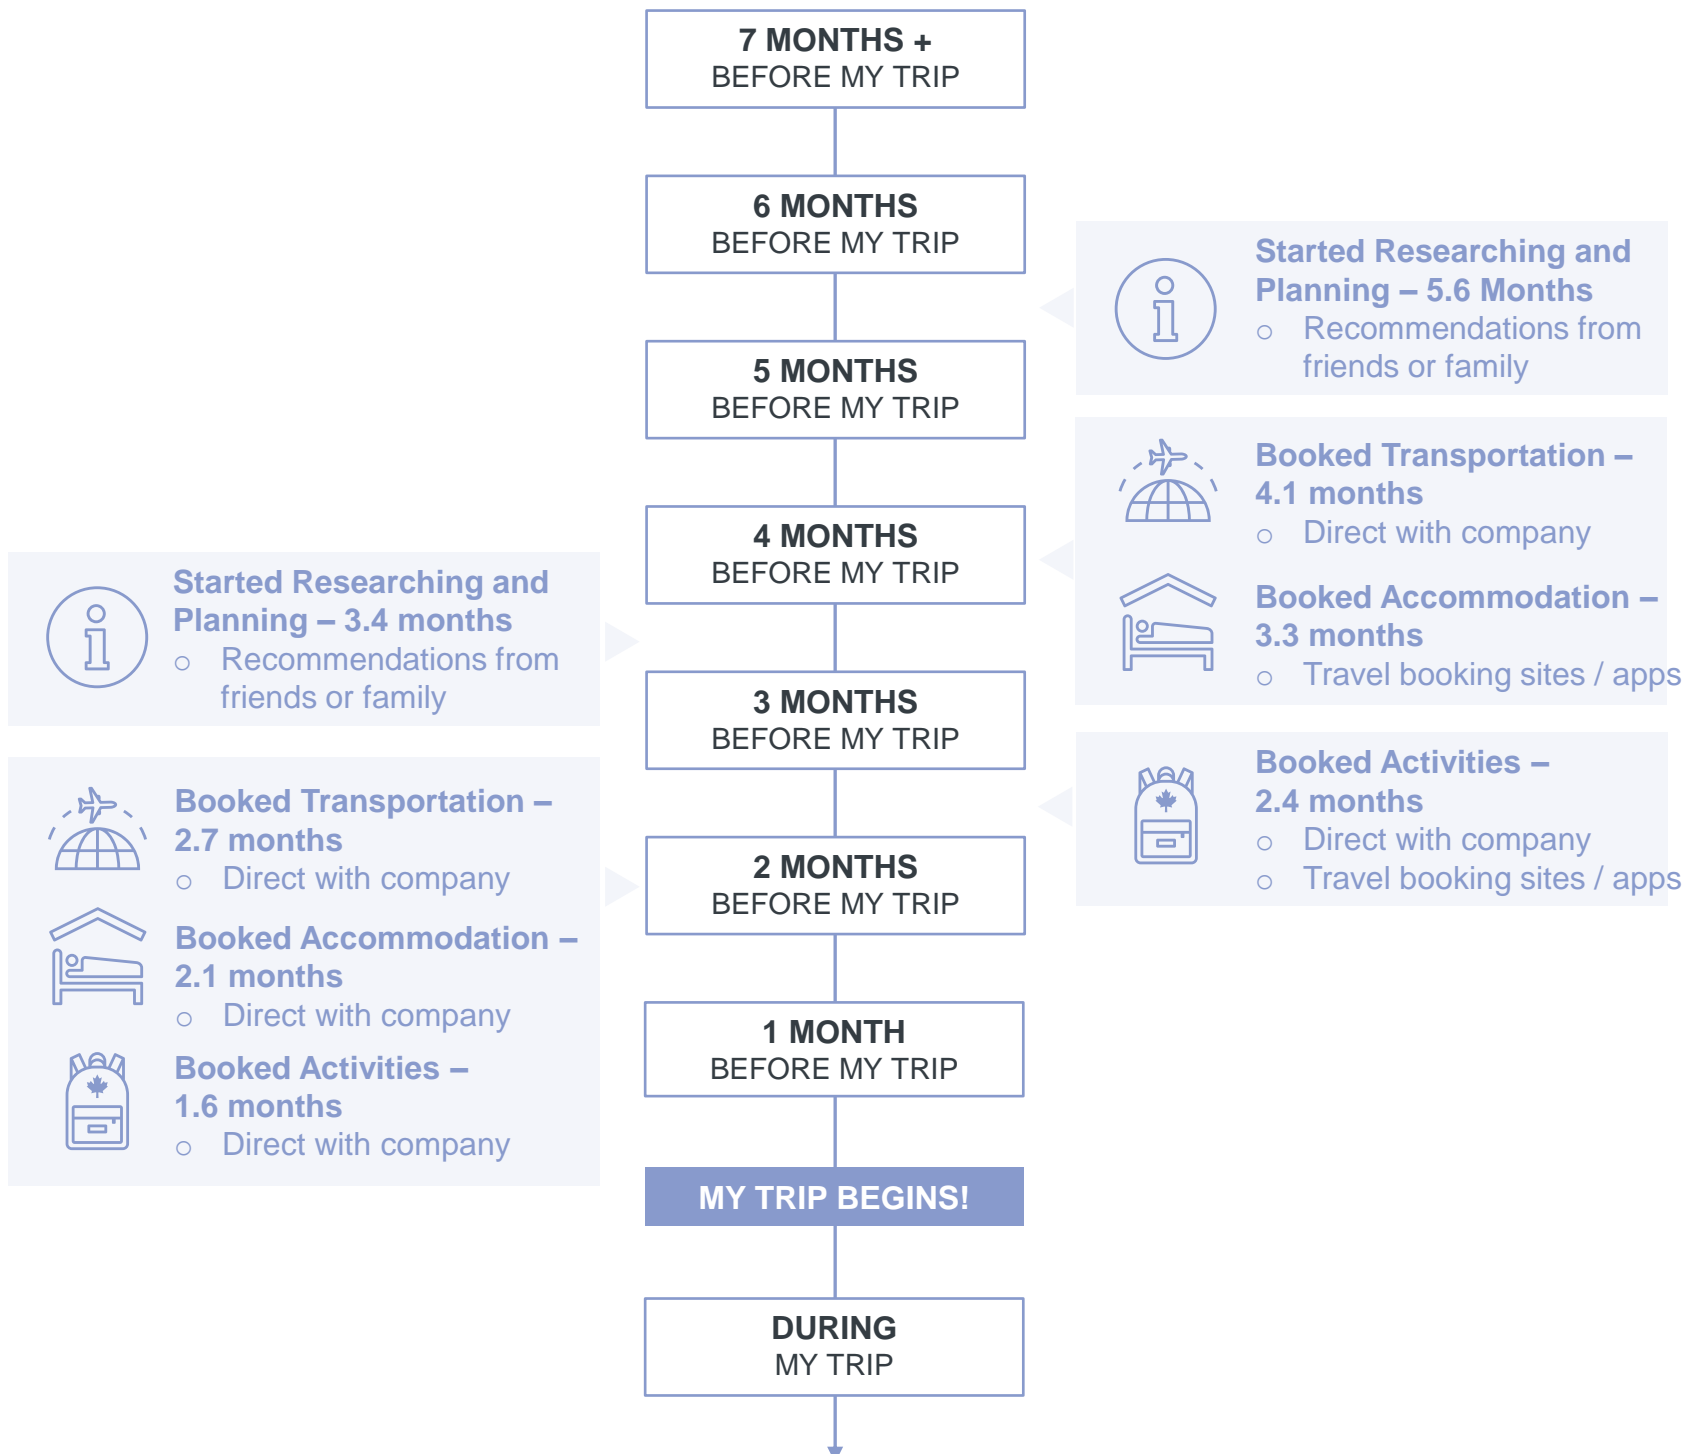 7 MONTHS +
BEFORE MY TRIP
6 MONTHS
BEFORE MY TRIP
Started Researching and
Planning – 5.6 Months
○ Recommendations from
friends or family
5 MONTHS
BEFORE MY TRIP
Booked Transportation –
4.1 months
○ Direct with company
4 MONTHS
BEFORE MY TRIP
Booked Accommodation –
3.3 months
○ Travel booking sites / apps
Started Researching and
Planning – 3.4 months
○ Recommendations from
friends or family
3 MONTHS
BEFORE MY TRIP
Booked Activities –
2.4 months
○ Direct with company
○ Travel booking sites / apps
Booked Transportation –
2.7 months
○ Direct with company
2 MONTHS
BEFORE MY TRIP
Booked Accommodation –
2.1 months
○ Direct with company
Booked Activities –
1.6 months
○ Direct with company
1 MONTH
BEFORE MY TRIP
MY TRIP BEGINS!
DURING
MY TRIP